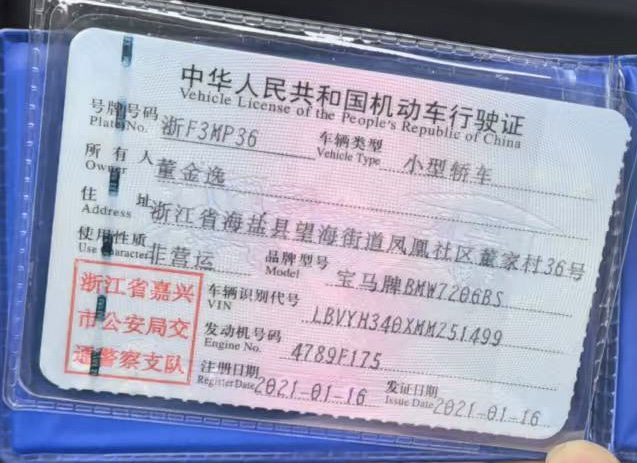 中华人民共和国机动车行驶证
Vehicle License of the People's Republic of China
号牌号码 浙F3MP36 车辆类型 小型轿车
Plate No. Vehicle Type
所有人 董金逸
Owner
住址 浙江省海盐县望海街道凤凰社区董家村36号
Address
使用性质 非营运 品牌型号 宝马牌BMW7206BS
Use Character Model
浙江省嘉兴
市公安局交
通警察支队
车辆识别代号 LBVYH340XMMZ51499
VIN
发动机号码 4789F175
Engine No.
注册日期 2021-01-16 发证日期 2021-01-16
Register Date Issue Date